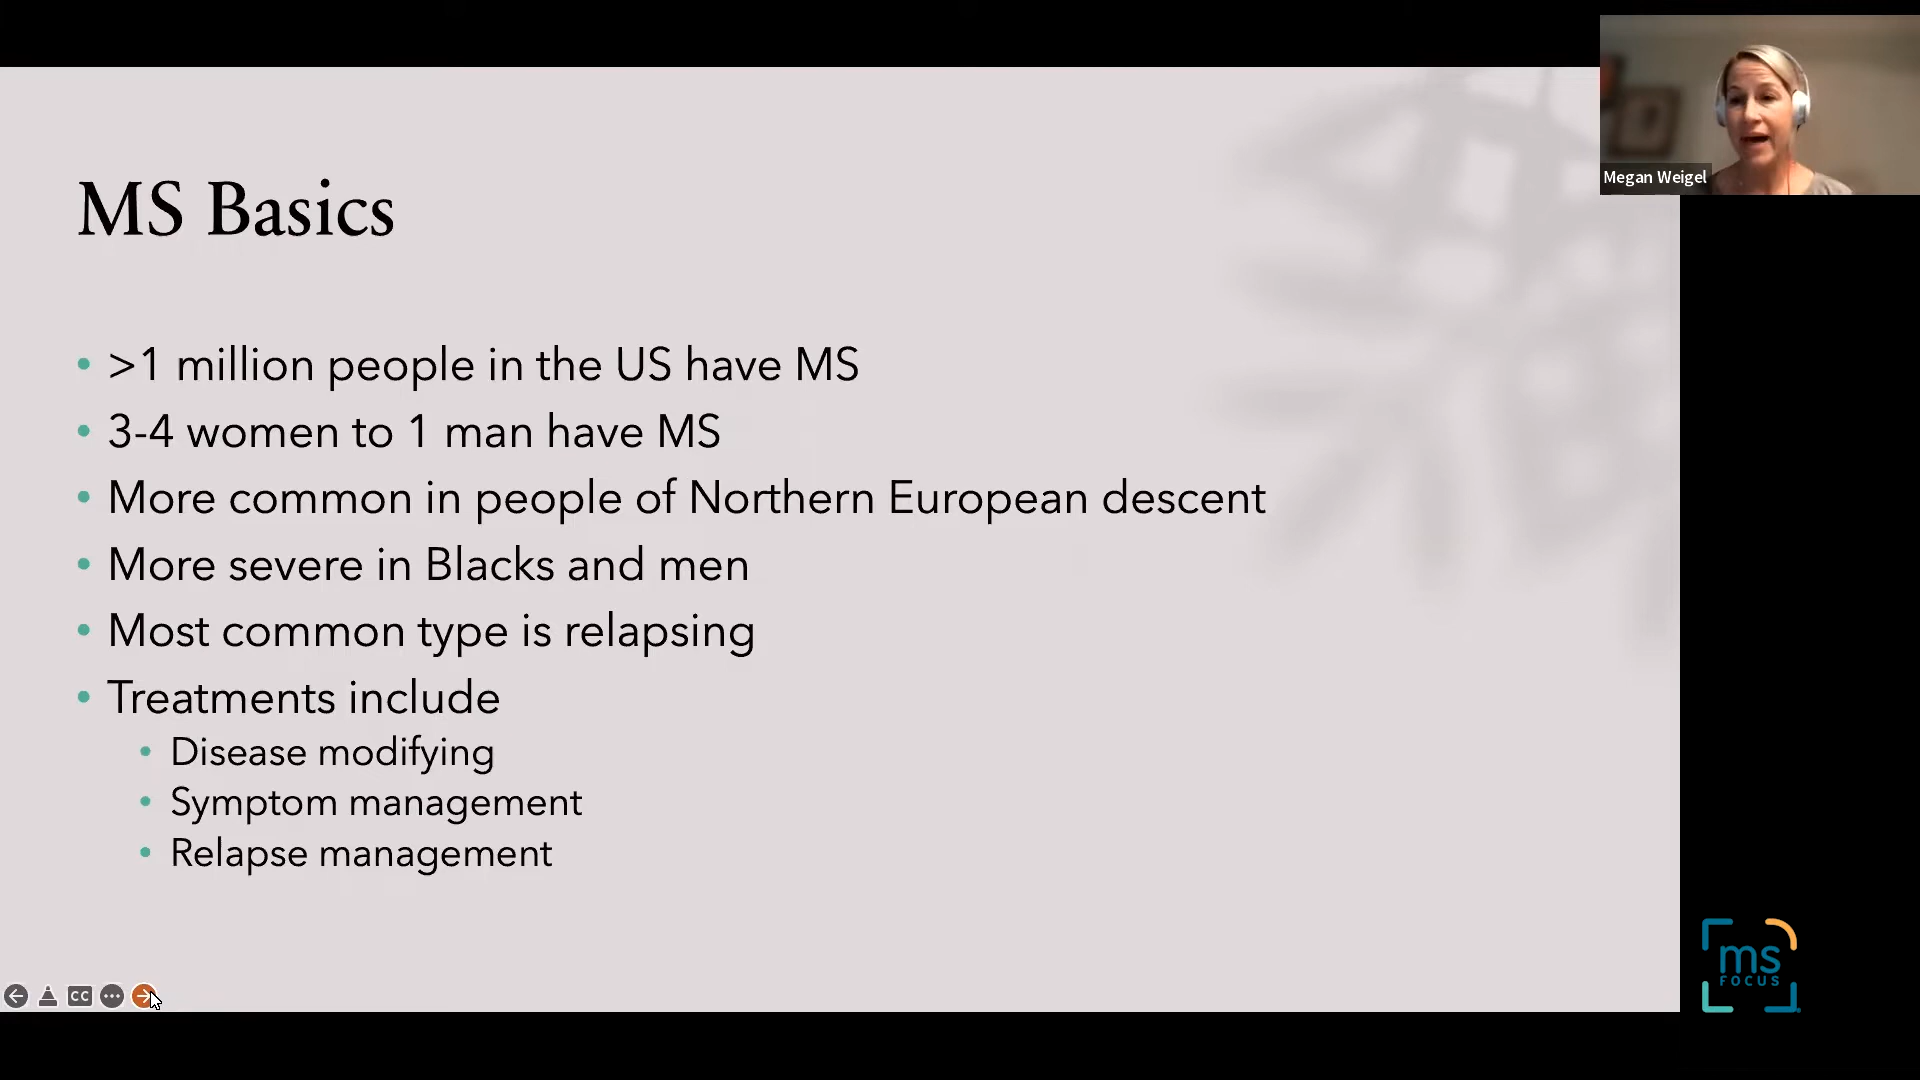 Megan Weigel
MS Basics
• >1 million people in the US have MS
• 3-4 women to 1 man have MS
• More common in people of Northern European descent
• More severe in Blacks and men
• Most common type is relapsing
• Treatments include
• Disease modifying
• Symptom management
• Relapse management
CC
ms
FOCUS